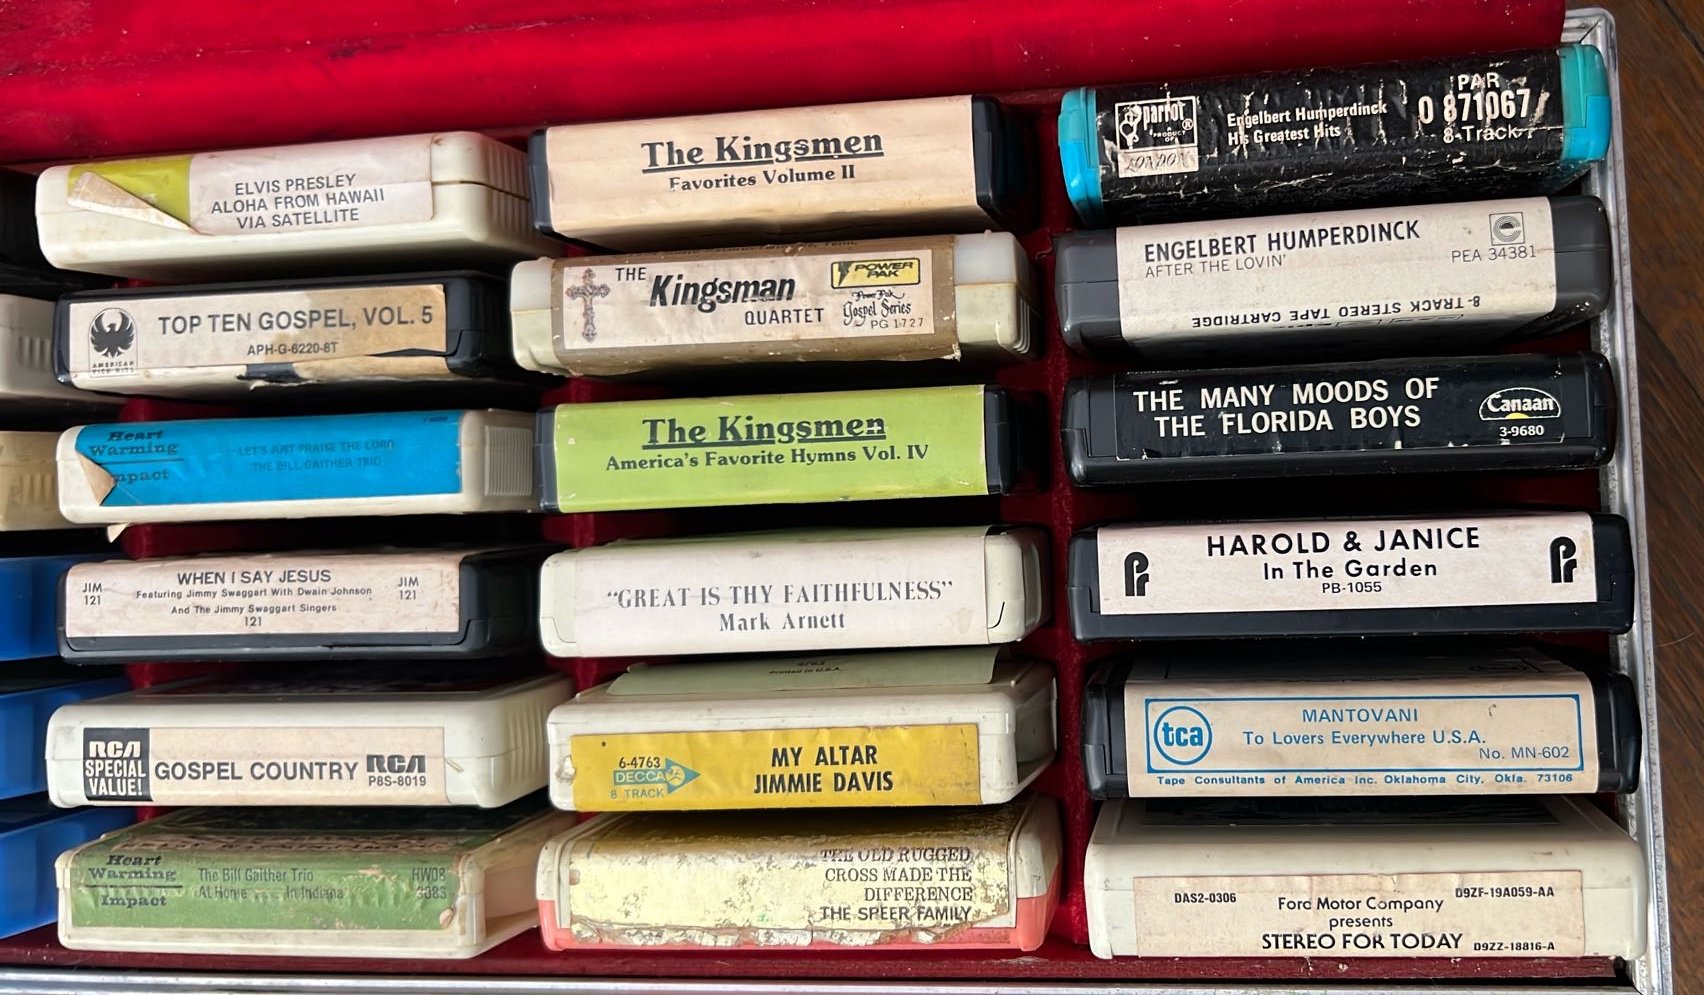 ELVIS PRESLEY
ALOHA FROM HAWAII
VIA SATELLITE
TOP TEN GOSPEL, VOL. 5
APH-G-6220-8T
AMERICAN
Heart
Warming
Impact
LET'S JUST PRAISE THE LORD
THE BILL GAITHER TRIO
JIM
121
WHEN I SAY JESUS
Featuring Jimmy Swaggart With Dwain Johnson
And The Jimmy Swaggart Singers
121
JIM
121
RCA
SPECIAL
VALUE!
GOSPEL COUNTRY
RCA
P8S-8019
Heart
Warming
Impact
The Bill Gaither Trio
At Home .... In Indiana
HW08
The Kingsmen
Favorites Volume II
THE
Kingsman
QUARTET
POWER
PAK
Gospel Series
PG 1727
The Kingsmen
America's Favorite Hymns Vol. IV
"GREAT IS THY FAITHFULNESS"
Mark Arnett
Printed in U.S.A.
6-4763
DECCA
8 TRACK
MY ALTAR
JIMMIE DAVIS
THE OLD RUGGED
CROSS MADE THE
DIFFERENCE
THE SPEER FAMILY
parrot
PRODUCT
OF
LONDON
Engelbert Humperdinck
His Greatest Hits
PAR
0 871067
8-Track
ENGELBERT HUMPERDINCK
AFTER THE LOVIN'
PEA 34381
8-TRACK STEREO TAPE CARTRIDGE
THE MANY MOODS OF
THE FLORIDA BOYS
Canaan
3-9680
HAROLD & JANICE
In The Garden
PB-1055
tca
MANTOVANI
To Lovers Everywhere U.S.A.
No. MN-602
Tape Consultants of America Inc. Oklahoma City, Okla. 73106
DAS2-0306
D9ZF-19A059-AA
Ford Motor Company
presents
STEREO FOR TODAY
D9ZZ-18816-A